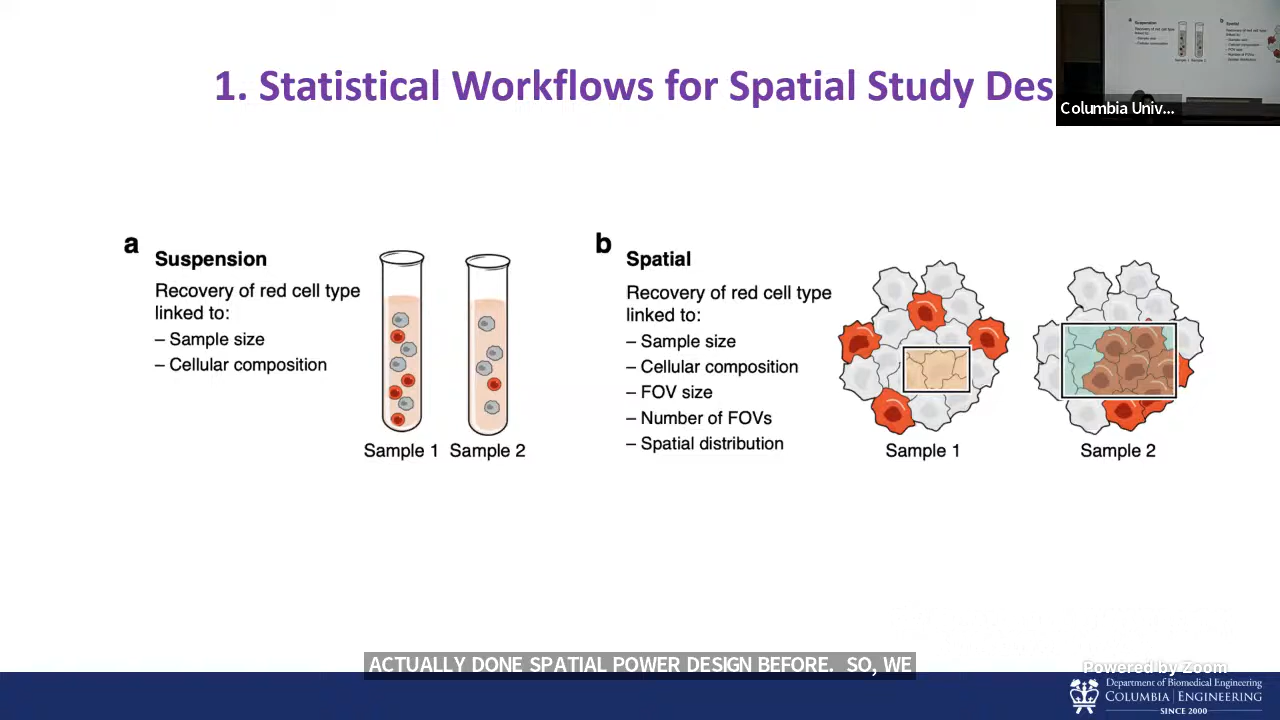 1. Statistical Workflows for Spatial Study Des
Columbia Univ...
a
Suspension
Recovery of red cell type
linked to:
– Sample size
– Cellular composition
Sample 1
Sample 2
b
Spatial
Recovery of red cell type
linked to:
– Sample size
– Cellular composition
– FOV size
– Number of FOVs
– Spatial distribution
Sample 1
Sample 2
ACTUALLY DONE SPATIAL POWER DESIGN BEFORE. SO, WE
Powered by Zoom
Department of Biomedical Engineering
COLUMBIA | ENGINEERING
SINCE 2000